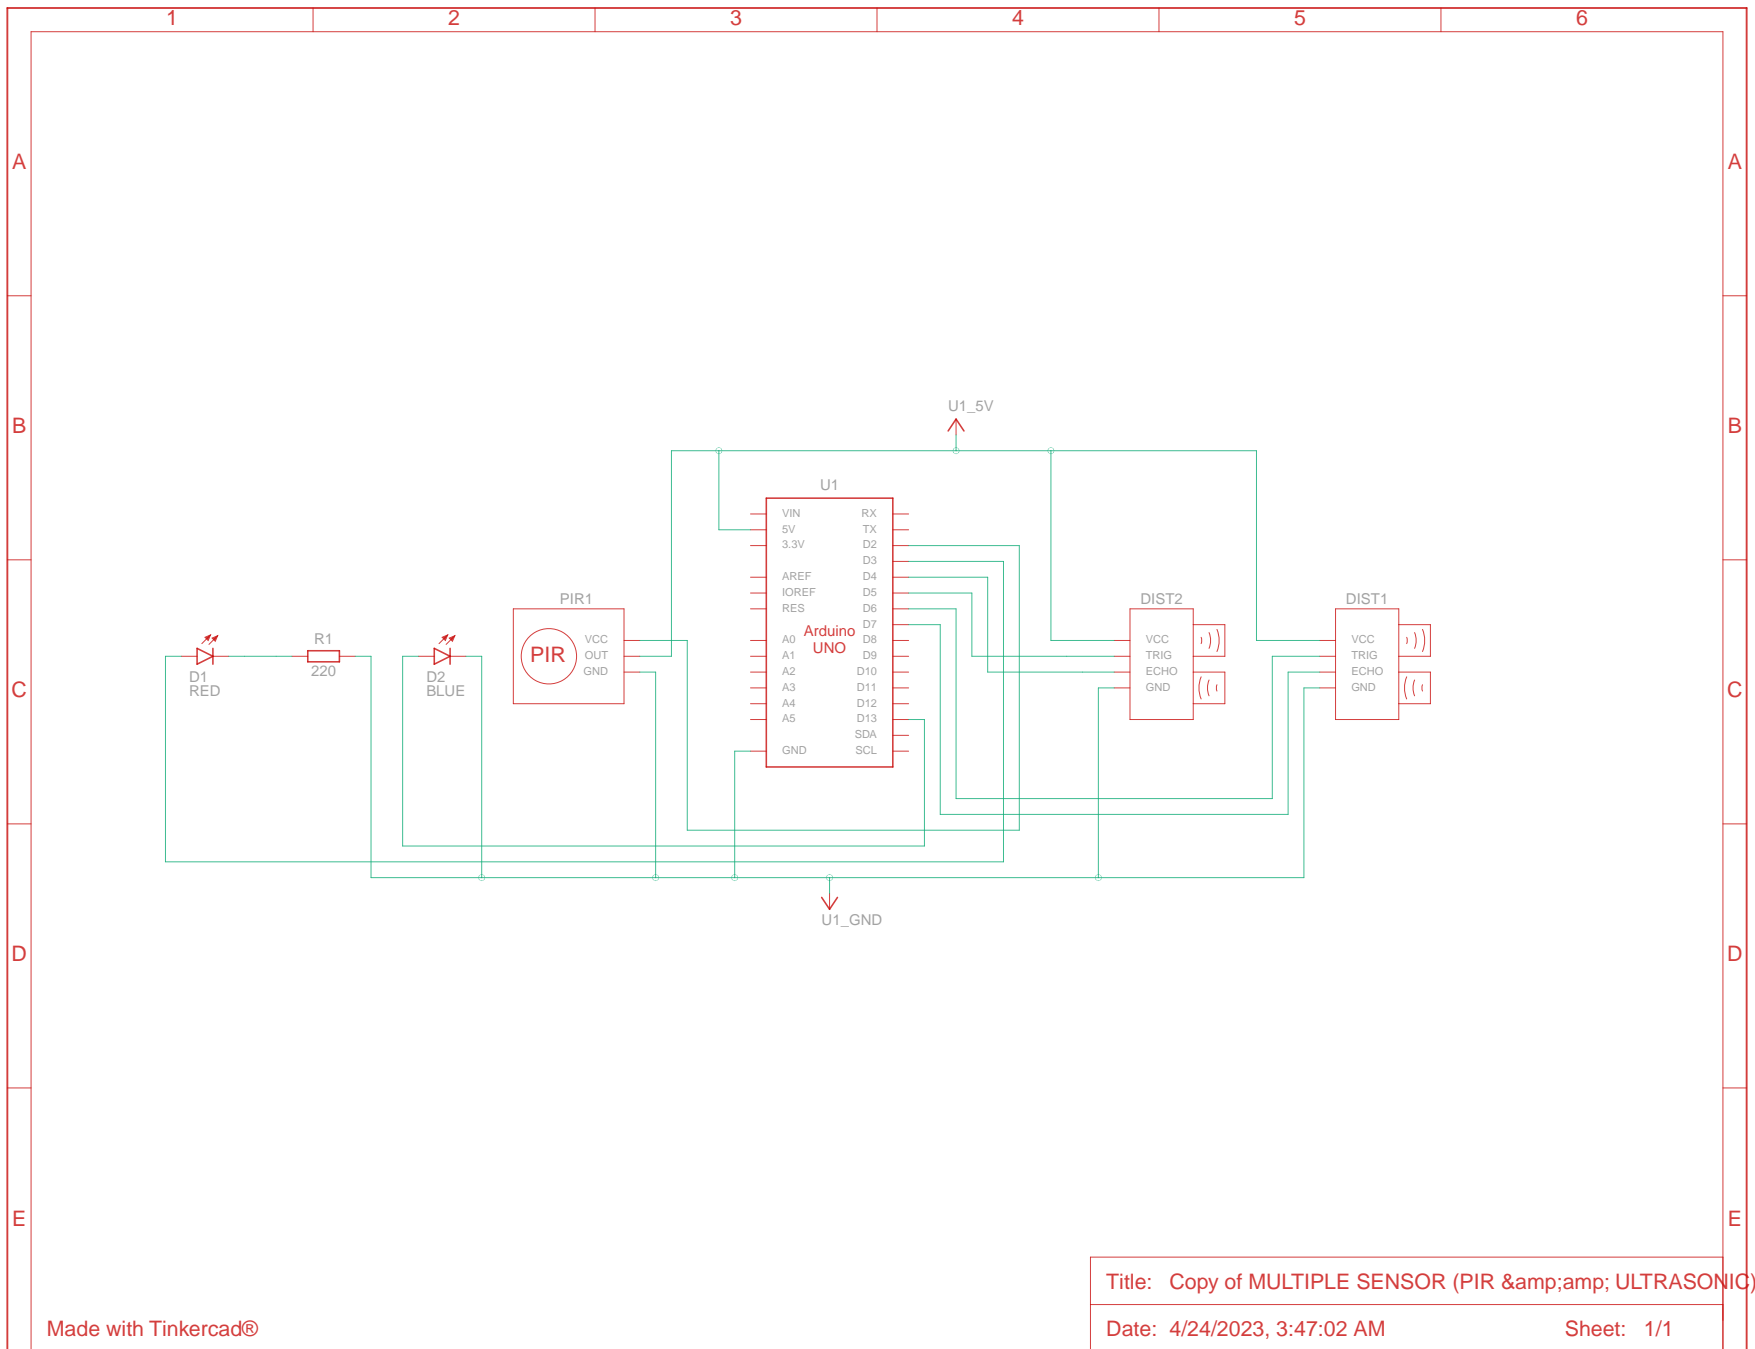 1 2 3 4 5 6
A A
B B
C C
D D
E E
U1_5V
U1
VIN RX
5V TX
3.3V D2
D3
AREF D4
IOREF D5
RES D6
D7
A0 D8
A1 D9
A2 D10
A3 D11
A4 D12
A5 D13
SDA
GND SCL
Arduino
UNO
D1
RED
R1
220
D2
BLUE
PIR1
PIR
VCC
OUT
GND
DIST2
VCC
TRIG
ECHO
GND
DIST1
VCC
TRIG
ECHO
GND
U1_GND
Title: Copy of MULTIPLE SENSOR (PIR &amp;amp; ULTRASONIC)
Made with Tinkercad®
Date: 4/24/2023, 3:47:02 AM Sheet: 1/1